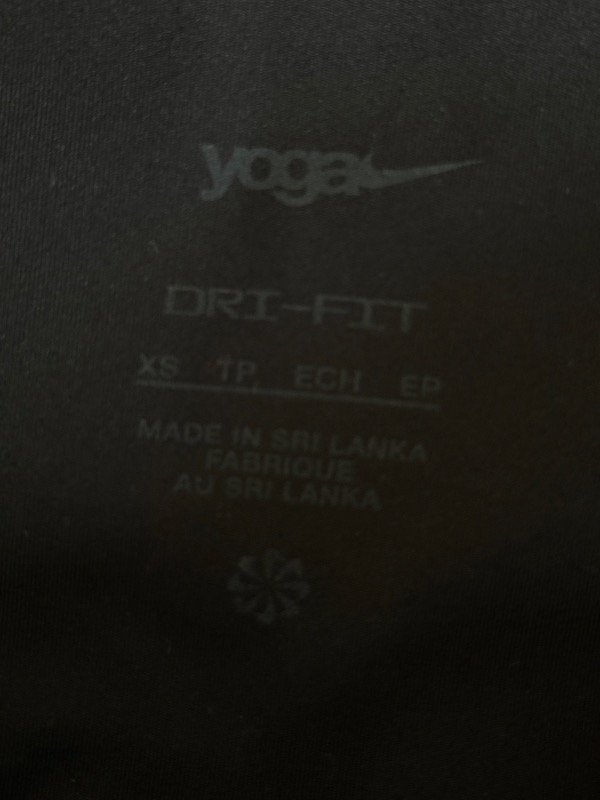 yoga
DRI-FIT
XS TP ECH EP
MADE IN SRI LANKA
FABRIQUE
AU SRI LANKA